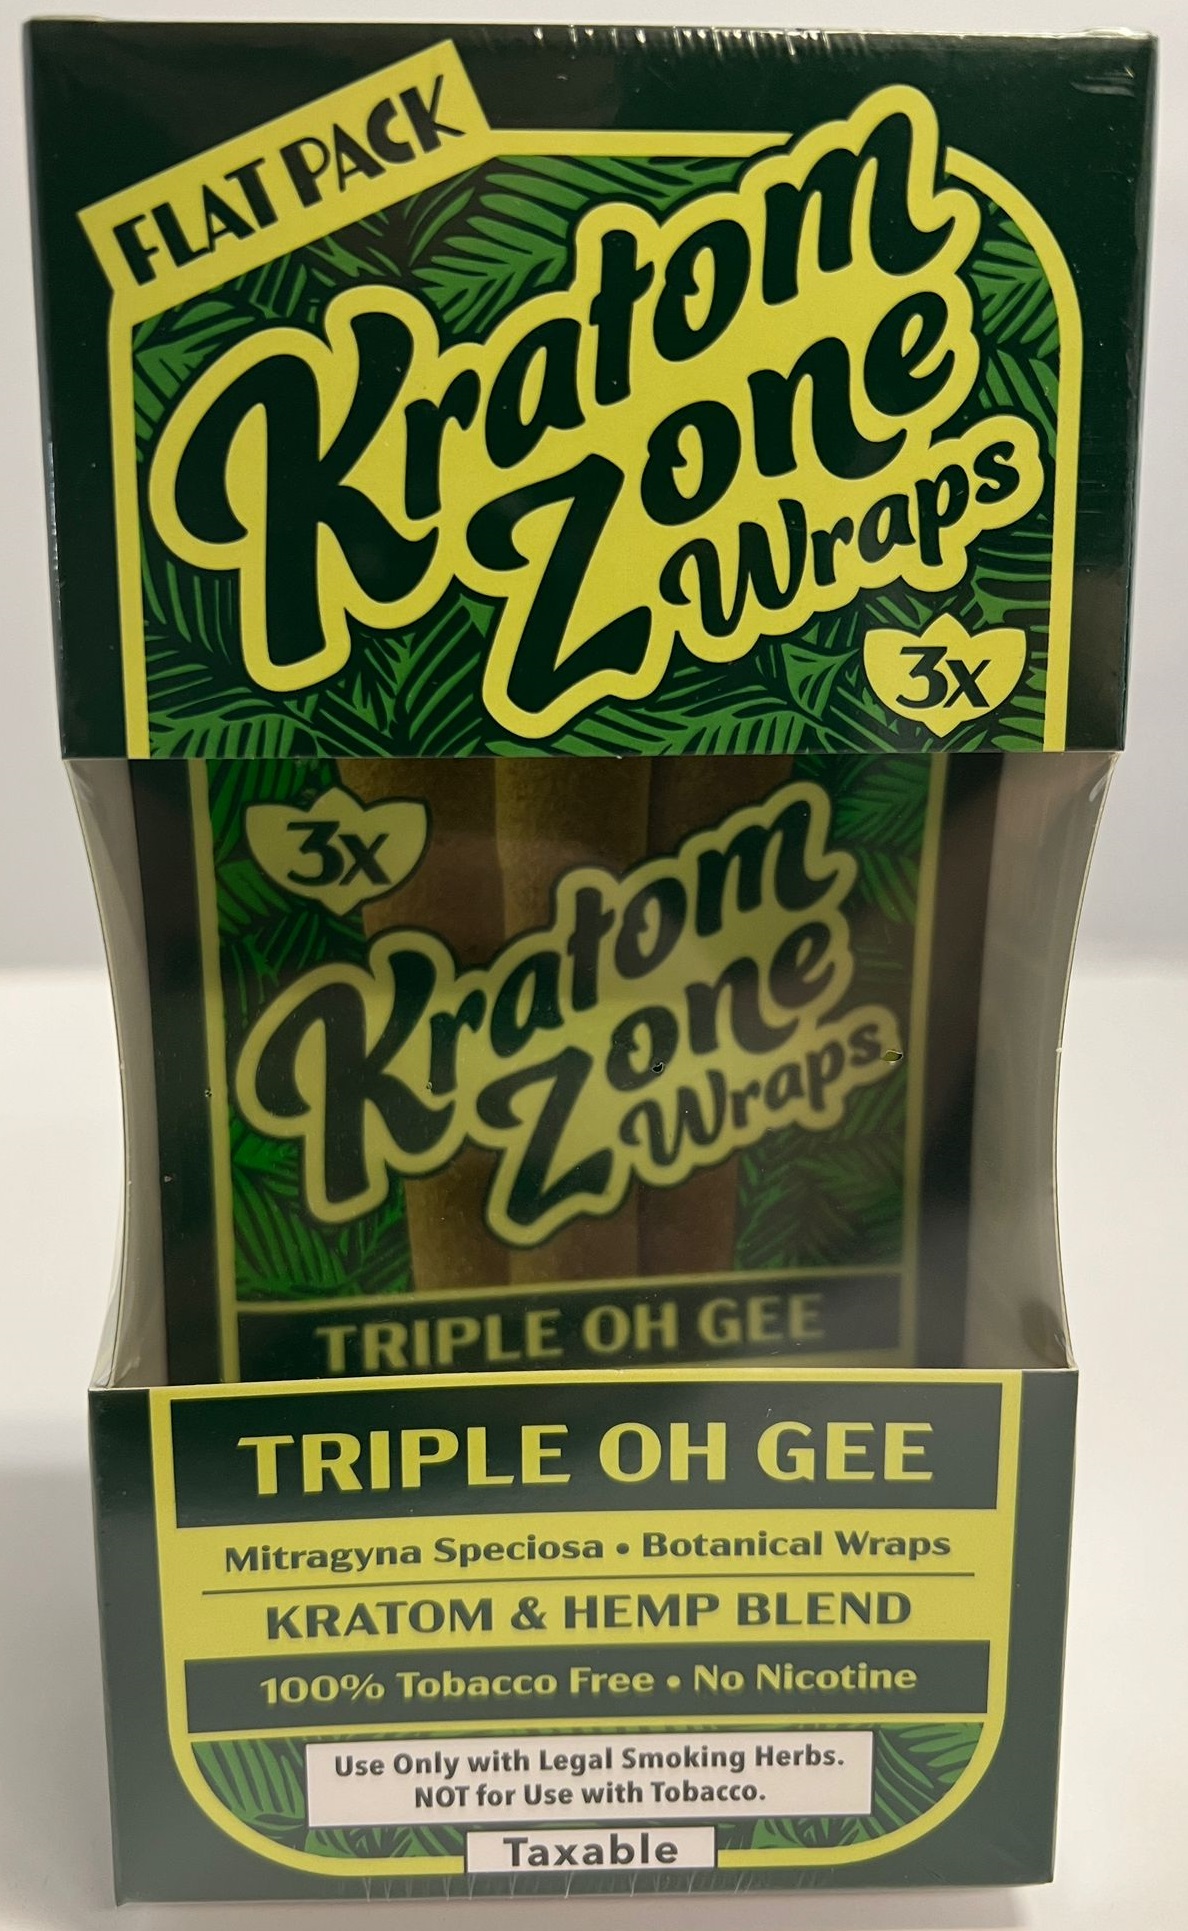 FLAT PACK
Kratom
Zone
Wraps
3x
3x
Kratom
Zone
Wraps
TRIPLE OH GEE
TRIPLE OH GEE
Mitragyna Speciosa • Botanical Wraps
KRATOM & HEMP BLEND
100% Tobacco Free • No Nicotine
Use Only with Legal Smoking Herbs.
NOT for Use with Tobacco.
Taxable